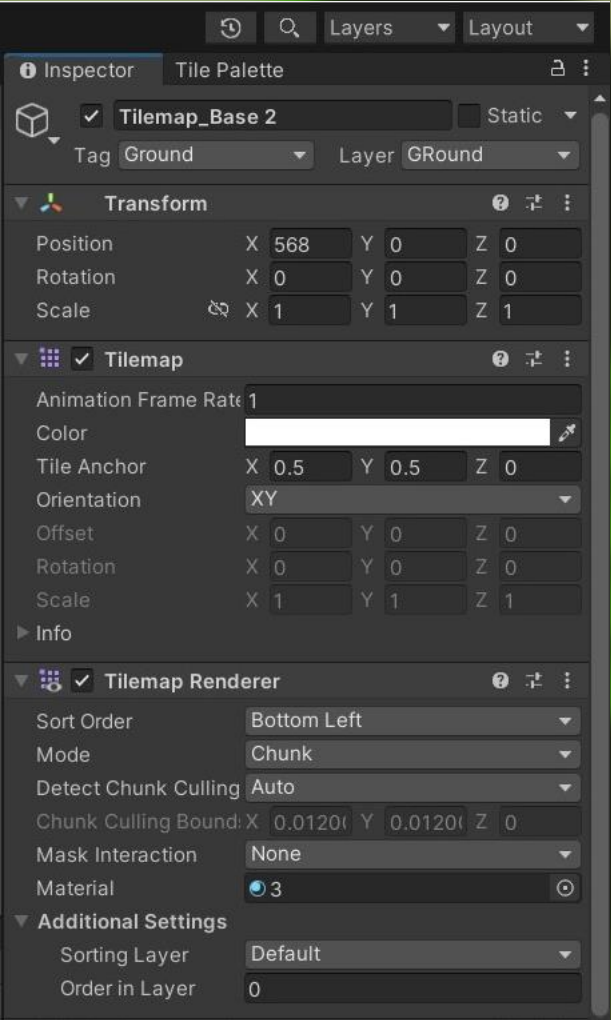 Layers Layout
Inspector Tile Palette
Tilemap_Base 2 Static
Tag Ground Layer GRound
Transform
Position X 568 Y 0 Z 0
Rotation X 0 Y 0 Z 0
Scale X 1 Y 1 Z 1
Tilemap
Animation Frame Rate 1
Color
Tile Anchor X 0.5 Y 0.5 Z 0
Orientation XY
Offset X 0 Y 0 Z 0
Rotation X 0 Y 0 Z 0
Scale X 1 Y 1 Z 1
Info
Tilemap Renderer
Sort Order Bottom Left
Mode Chunk
Detect Chunk Culling Auto
Chunk Culling Bounds X 0.01200 Y 0.01200 Z 0
Mask Interaction None
Material 3
Additional Settings
Sorting Layer Default
Order in Layer 0